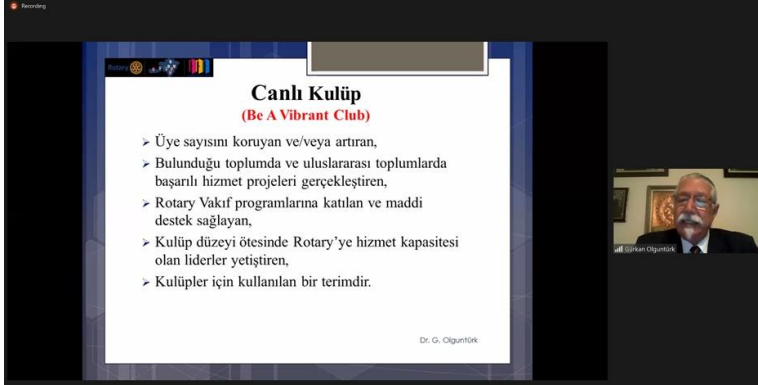 Recording
Rotary
Canlı Kulüp
(Be A Vibrant Club)
Üye sayısını koruyan ve/veya artıran,
Bulunduğu toplumda ve uluslararası toplumlarda
başarılı hizmet projeleri gerçekleştiren,
Rotary Vakıf programlarına katılan ve maddi
destek sağlayan,
Kulüp düzeyi ötesinde Rotary'ye hizmet kapasitesi
olan liderler yetiştiren,
Kulüpler için kullanılan bir terimdir.
Dr. G. Olguntürk
Gürkan Olguntürk